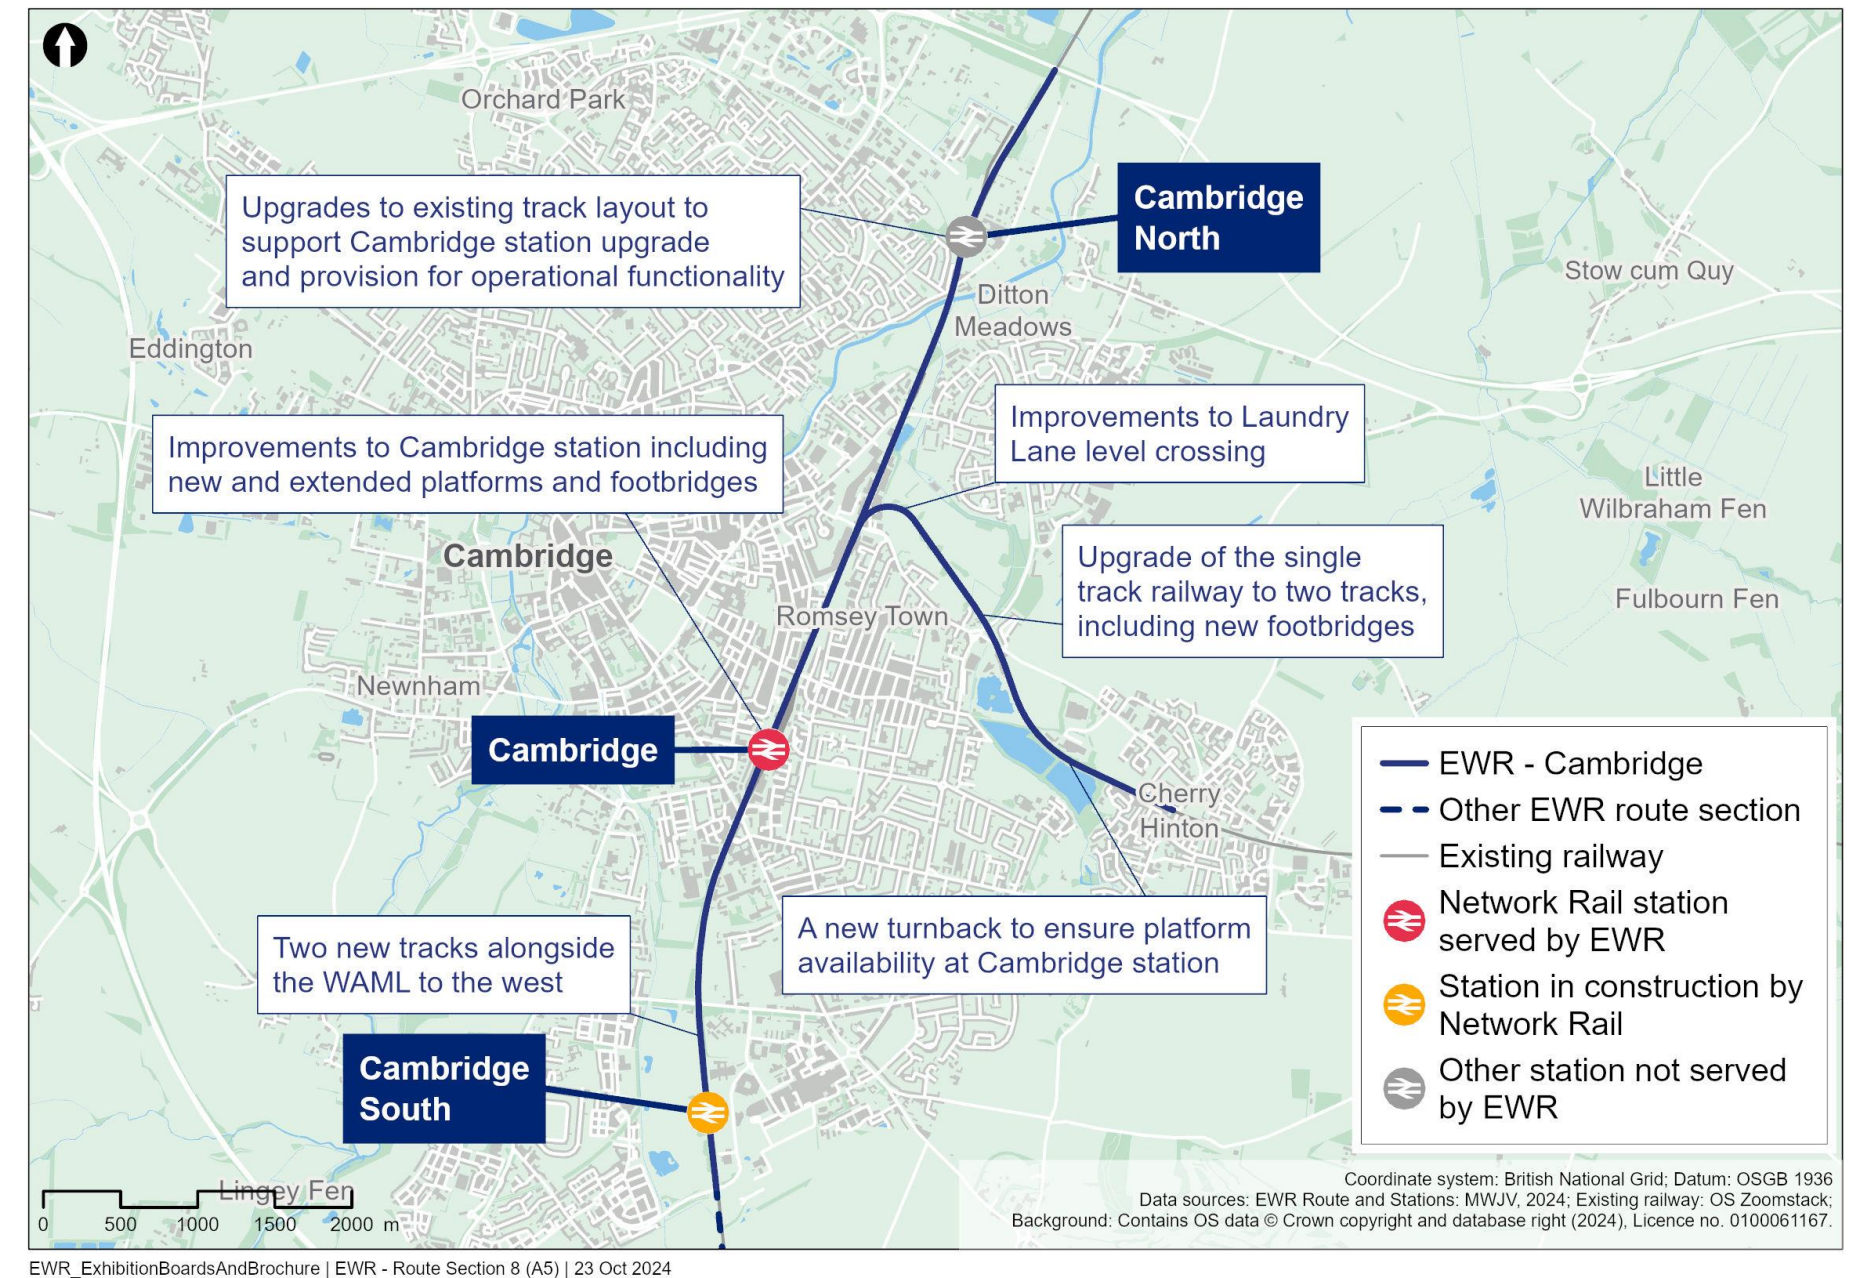 Orchard Park
Upgrades to existing track layout to
support Cambridge station upgrade
and provision for operational functionality
Cambridge
North
Stow cum Quy
Ditton
Meadows
Eddington
Improvements to Laundry
Lane level crossing
Improvements to Cambridge station including
new and extended platforms and footbridges
Little
Wilbraham Fen
Cambridge
Upgrade of the single
track railway to two tracks,
including new footbridges
Fulbourn Fen
Romsey Town
Newnham
Cambridge
Cherry
Hinton
EWR - Cambridge
Other EWR route section
Existing railway
Network Rail station
served by EWR
Station in construction by
Network Rail
Other station not served
by EWR
A new turnback to ensure platform
availability at Cambridge station
Two new tracks alongside
the WAML to the west
Cambridge
South
Lingey Fen
0 500 1000 1500 2000 m
Coordinate system: British National Grid; Datum: OSGB 1936
Data sources: EWR Route and Stations: MWJV, 2024; Existing railway: OS Zoomstack;
Background: Contains OS data © Crown copyright and database right (2024), Licence no. 0100061167.
EWR_ExhibitionBoardsAndBrochure | EWR - Route Section 8 (A5) | 23 Oct 2024